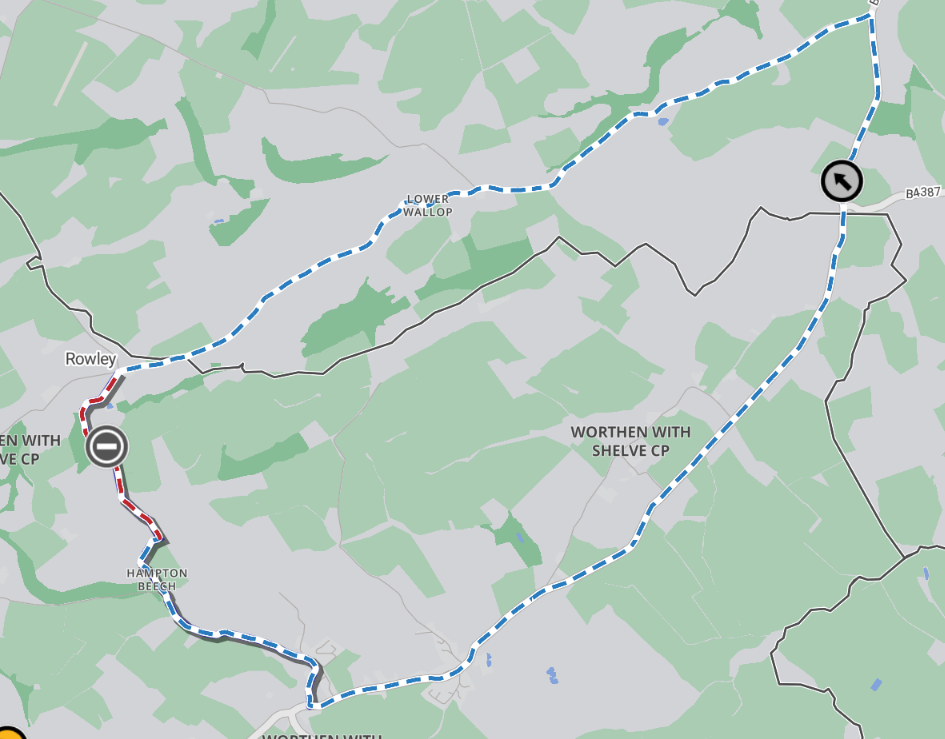 B4387
LOWER
WALLOP
Rowley
EN WITH
VE CP
WORTHEN WITH
SHELVE CP
HAMPTON
BEECH
WORTHEN WITH